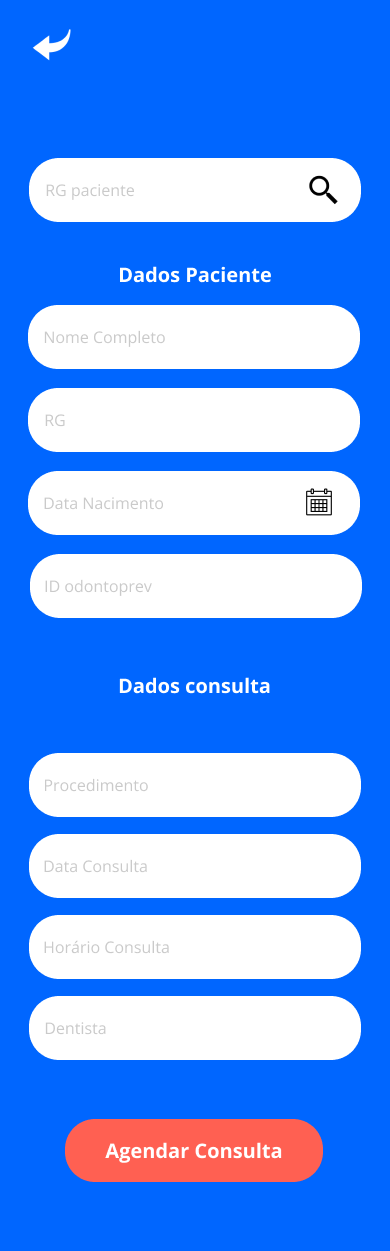 RG paciente
Dados Paciente
Nome Completo
RG
Data Nacimento
ID odontoprev
Dados consulta
Procedimento
Data Consulta
Horário Consulta
Dentista
Agendar Consulta